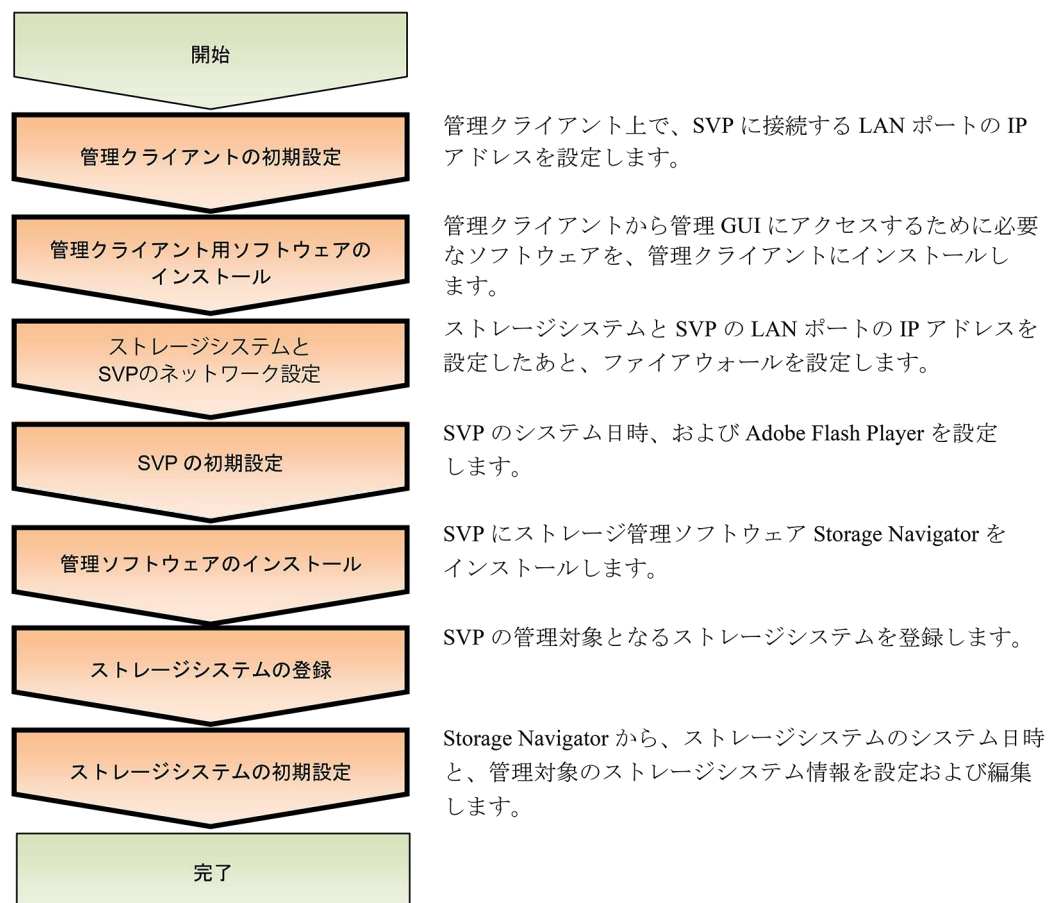 開始
管理クライアントの初期設定
管理クライアント上で、SVP に接続する LAN ポートの IP
アドレスを設定します。
管理クライアント用ソフトウェアの
インストール
管理クライアントから管理 GUI にアクセスするために必要
なソフトウェアを、管理クライアントにインストールし
ます。
ストレージシステムと
SVPのネットワーク設定
ストレージシステムと SVP の LAN ポートの IP アドレスを
設定したあと、ファイアウォールを設定します。
SVP の初期設定
SVP のシステム日時、および Adobe Flash Player を設定
します。
管理ソフトウェアのインストール
SVP にストレージ管理ソフトウェア Storage Navigator を
インストールします。
ストレージシステムの登録
SVP の管理対象となるストレージシステムを登録します。
ストレージシステムの初期設定
Storage Navigator から、ストレージシステムのシステム日時
と、管理対象のストレージシステム情報を設定および編集
します。
完了